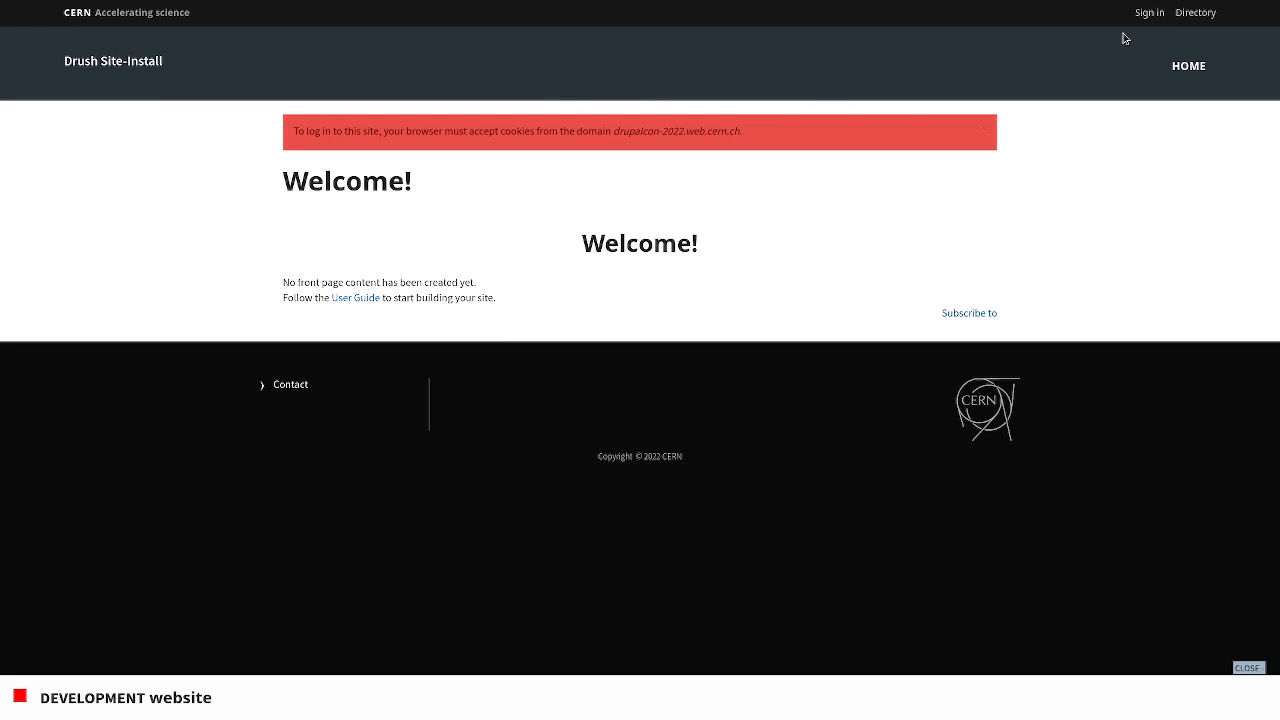 CERN Accelerating science
Sign in Directory
Drush Site-Install
HOME
To log in to this site, your browser must accept cookies from the domain drupalcon-2022.web.cern.ch.
Welcome!
Welcome!
No front page content has been created yet.
Follow the User Guide to start building your site.
Subscribe to
Contact
CERN
Copyright © 2022 CERN
CLOSE
DEVELOPMENT website